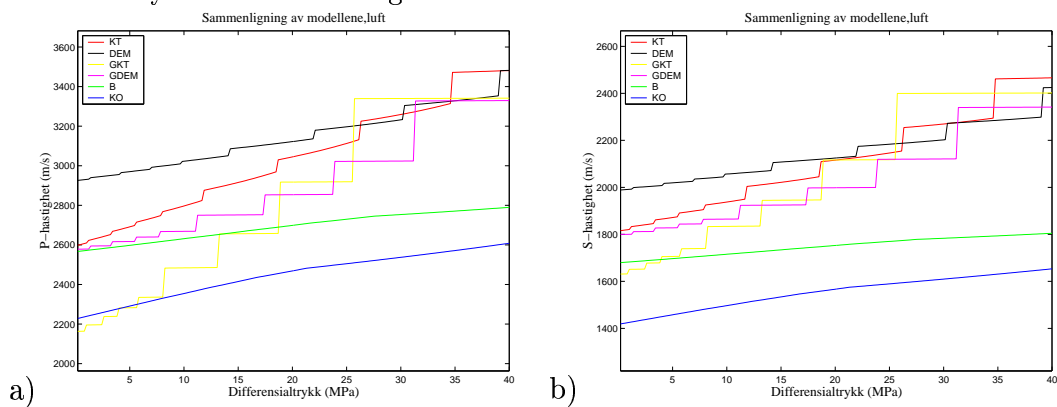 Sammenligning av modellene,luft
KT
DEM
GKT
GDEM
B
KO
P−hastighet (m/s)
3600
3400
3200
3000
2800
2600
2400
2200
2000
5 10 15 20 25 30 35 40
Differensialtrykk (MPa)
a)
Sammenligning av modellene,luft
KT
DEM
GKT
GDEM
B
KO
S−hastighet (m/s)
2600
2400
2200
2000
1800
1600
1400
5 10 15 20 25 30 35 40
Differensialtrykk (MPa)
b)